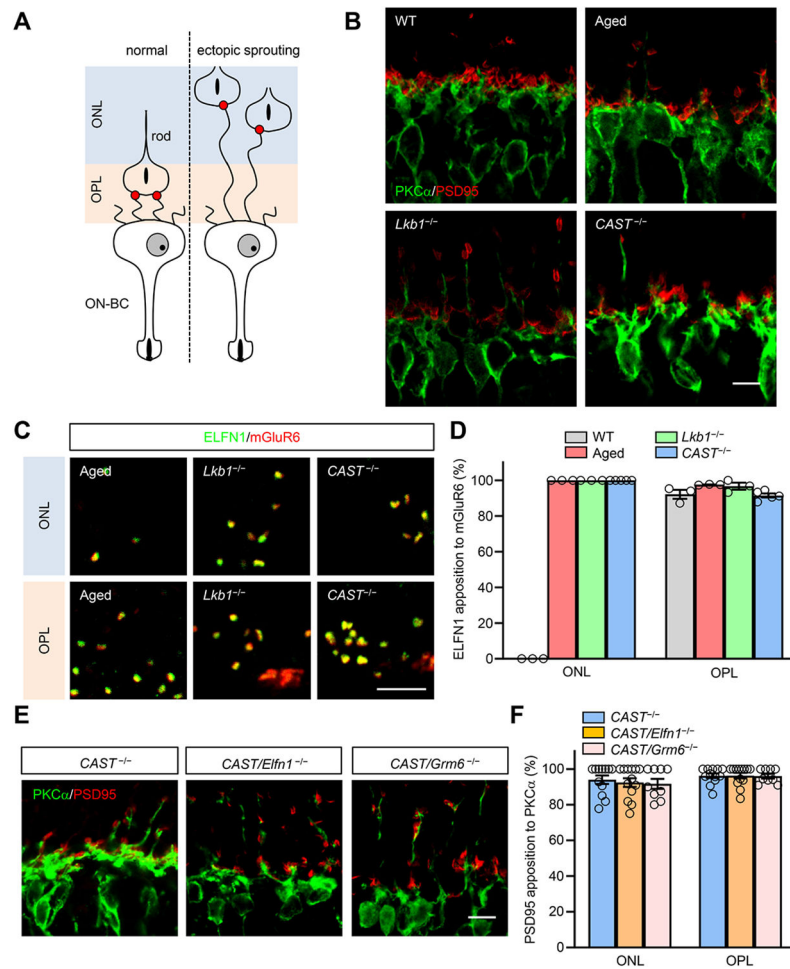 A
normal
ectopic sprouting
ONL
OPL
rod
ON-BC
B
WT
Aged
PKCα/PSD95
Lkb1⁻/⁻
CAST⁻/⁻
C
ELFN1/mGluR6
ONL
Aged
Lkb1⁻/⁻
CAST⁻/⁻
OPL
Aged
Lkb1⁻/⁻
CAST⁻/⁻
D
WT
Lkb1⁻/⁻
Aged
CAST⁻/⁻
ELFN1 apposition to mGluR6 (%)
100
80
60
40
20
0
ONL
OPL
E
CAST⁻/⁻
CAST/Elfn1⁻/⁻
CAST/Grm6⁻/⁻
PKCα/PSD95
F
CAST⁻/⁻
CAST/Elfn1⁻/⁻
CAST/Grm6⁻/⁻
PSD95 apposition to PKCα (%)
100
80
60
40
20
0
ONL
OPL